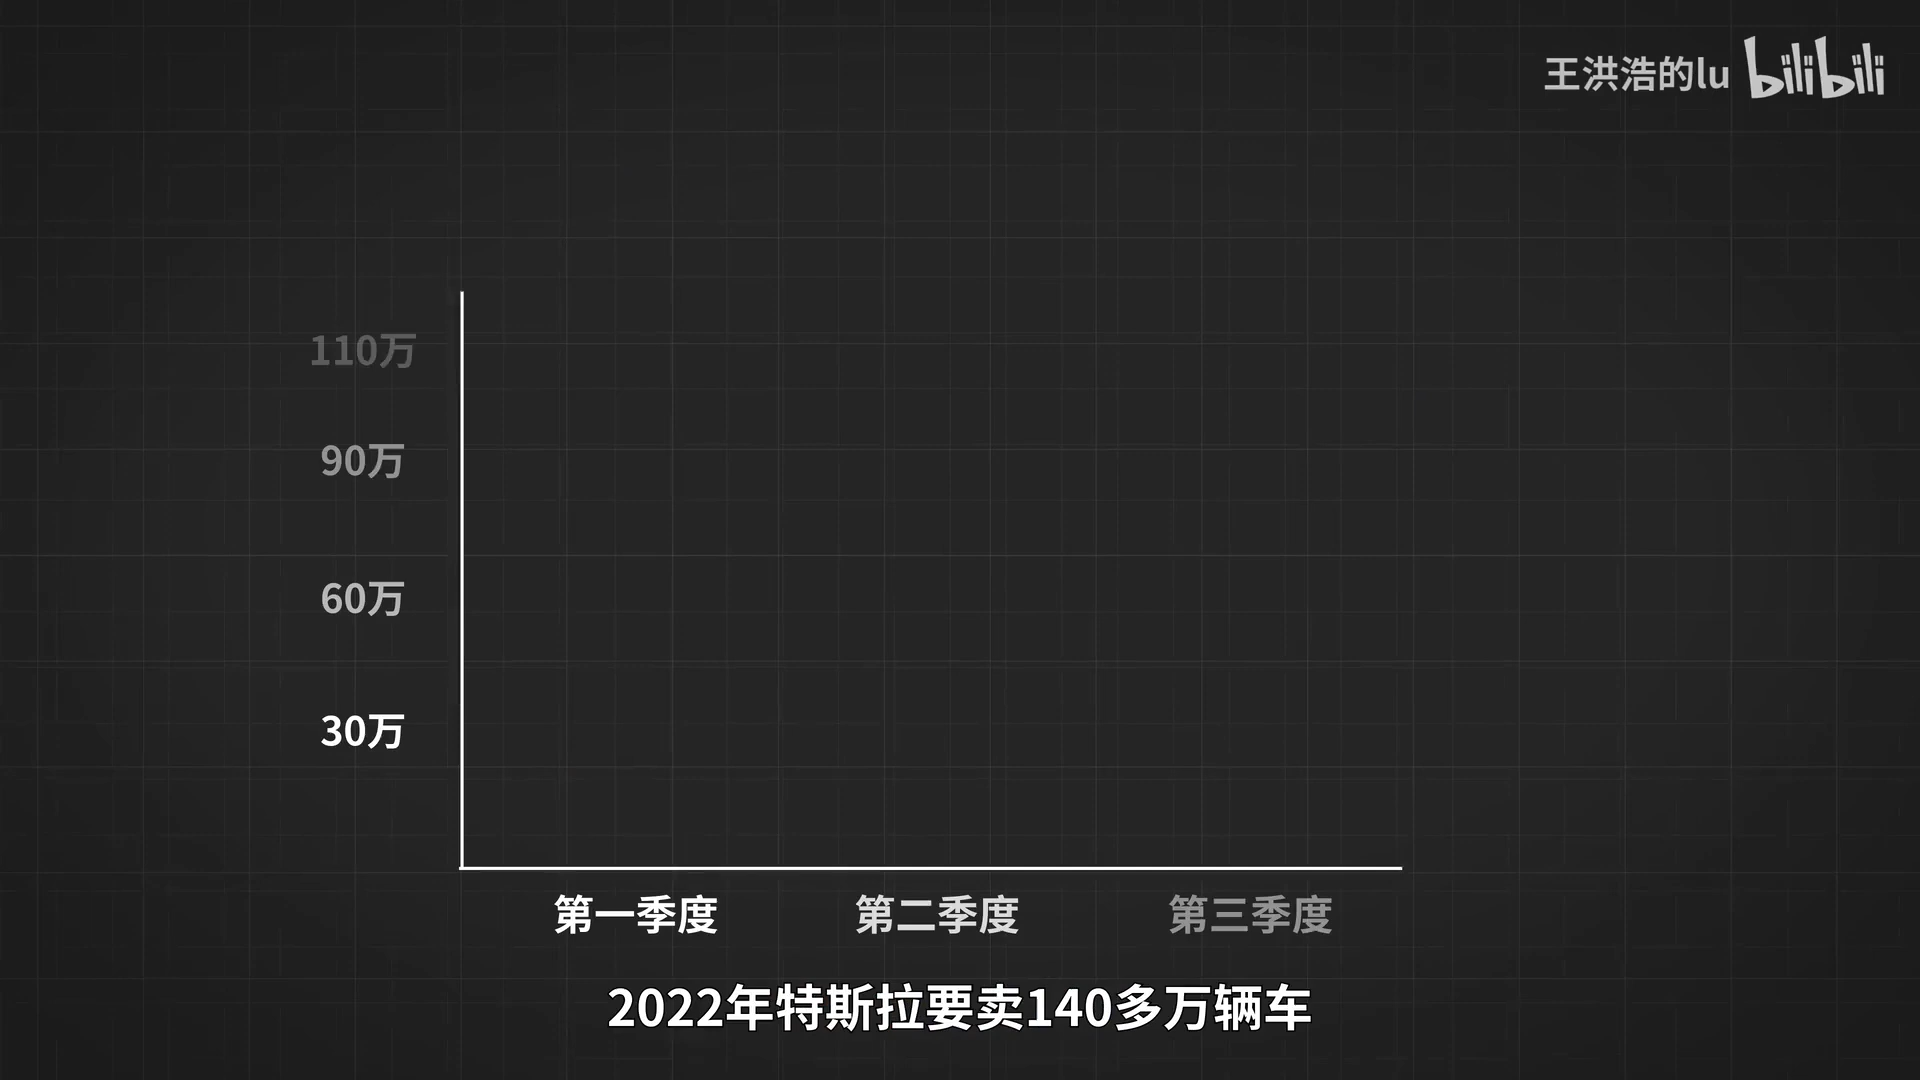 王洪浩的lu bilibili
110万
90万
60万
30万
第一季度 第二季度 第三季度
2022年特斯拉要卖140多万辆车